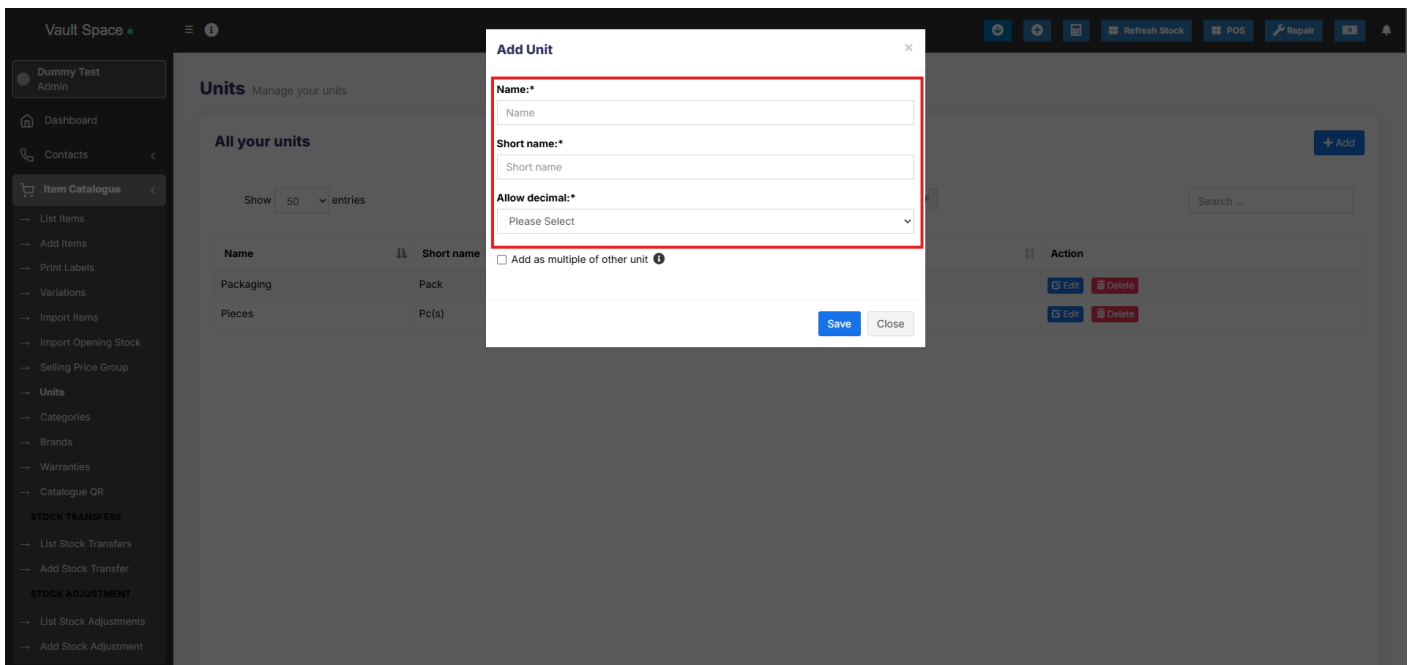 Vault Space
Refresh Stock
POS
Repair
Dummy Test
Admin
Dashboard
Contacts
Item Catalogue
→ List Items
→ Add Items
→ Print Labels
→ Variations
→ Import Items
→ Import Opening Stock
→ Selling Price Group
→ Units
→ Categories
→ Brands
→ Warranties
→ Catalogue QR
STOCK TRANSFERS
→ List Stock Transfers
→ Add Stock Transfer
STOCK ADJUSTMENT
→ List Stock Adjustments
→ Add Stock Adjustment
Units Manage your units
All your units
+ Add
Show 50 entries
Search ...
Name Short name Action
Packaging Pack Edit Delete
Pieces Pc(s) Edit Delete
Add Unit ×
Name:*
Name
Short name:*
Short name
Allow decimal:*
Please Select
Add as multiple of other unit
Save Close